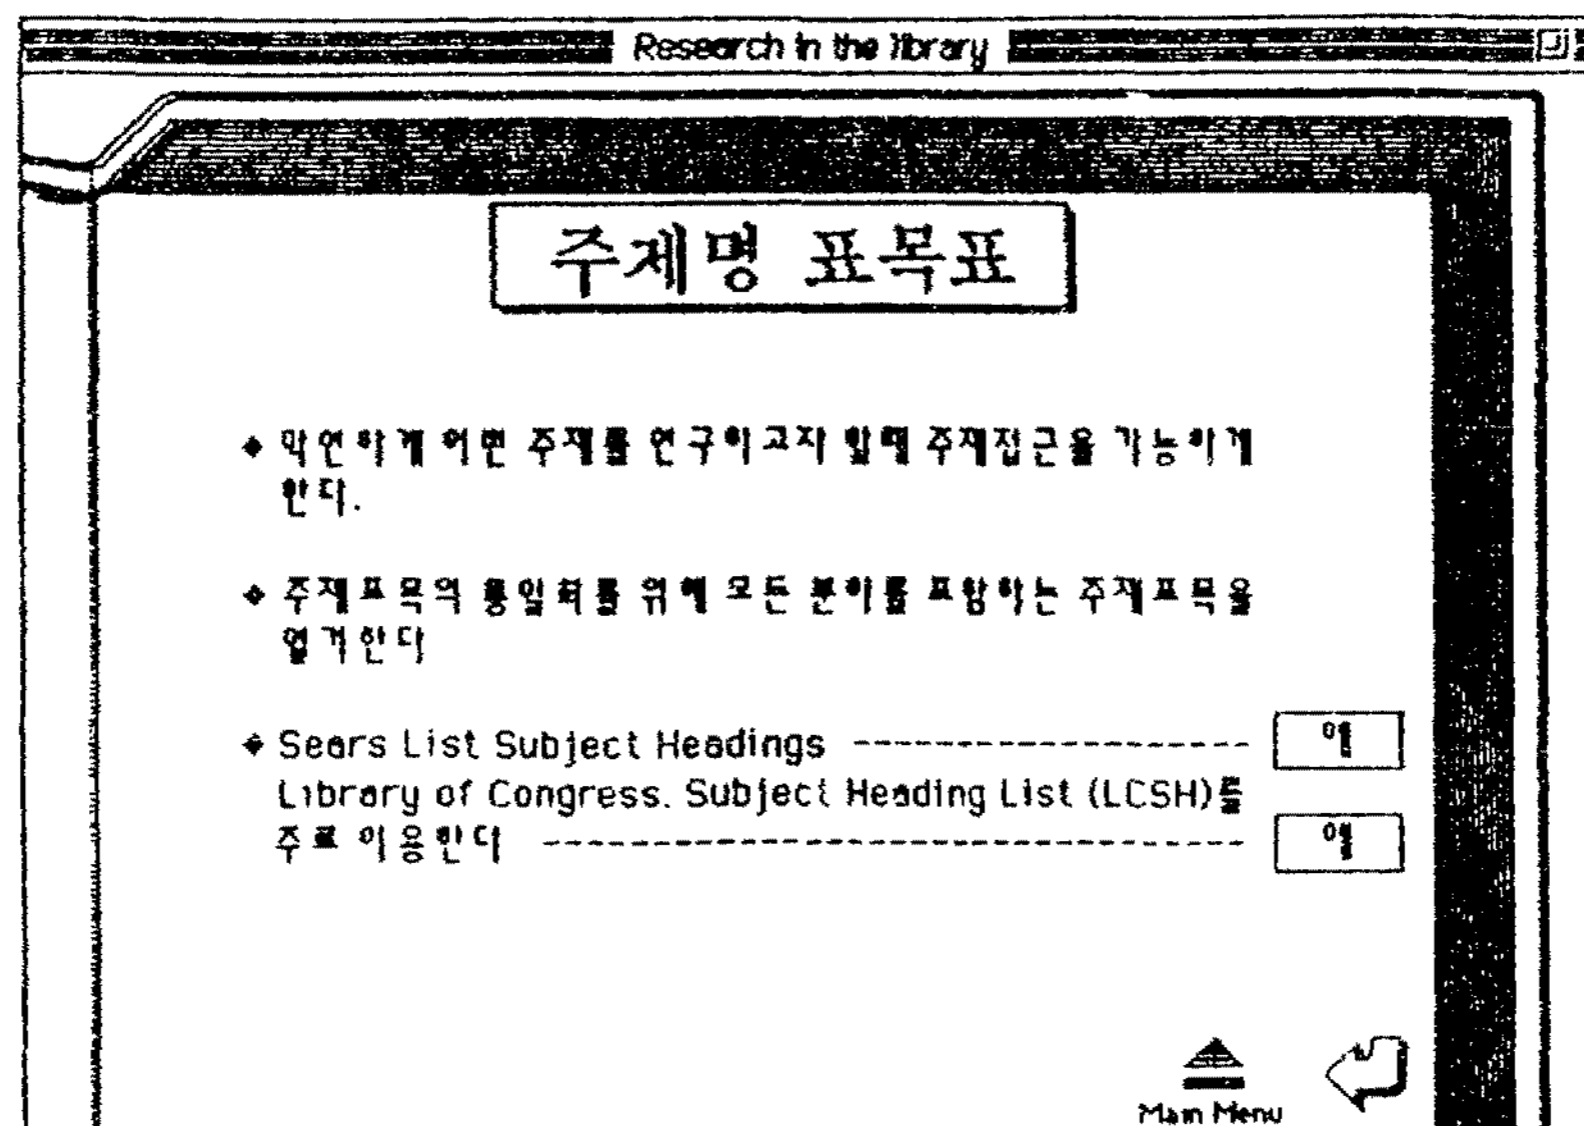 Research in the library
주제명 표목표
◆ 막연하게 어떤 주제를 연구하고자 할때 주제접근을 가능하게
한다.
◆ 주제표목의 통일화를 위해 모든 분야를 포함하는 주제표목을
열거한다
◆ Sears List Subject Headings ------------------- 예
Library of Congress. Subject Heading List (LCSH)를
주로 이용한다 --------------------------------- 예
Main Menu